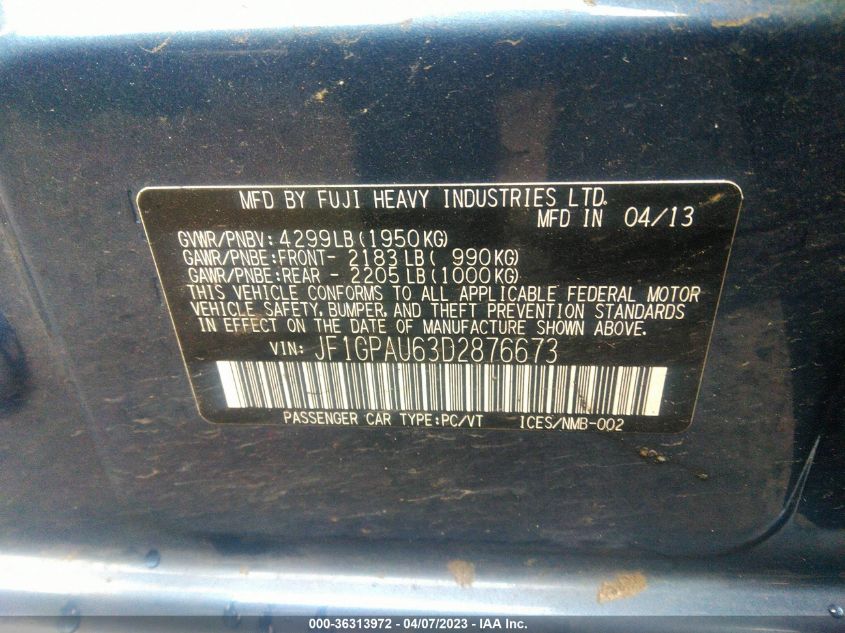 MFD BY FUJI HEAVY INDUSTRIES LTD.
MFD IN 04/13
GVWR/PNBV: 4299LB(1950KG)
GAWR/PNBE:FRONT- 2183LB( 990KG)
GAWR/PNBE:REAR - 2205LB(1000KG)
THIS VEHICLE CONFORMS TO ALL APPLICABLE FEDERAL MOTOR
VEHICLE SAFETY, BUMPER, AND THEFT PREVENTION STANDARDS
IN EFFECT ON THE DATE OF MANUFACTURE SHOWN ABOVE.
VIN: JF1GPAU63D2876673
PASSENGER CAR TYPE:PC/VT ICES/NMB-002
000-36313972 - 04/07/2023 - IAA Inc.